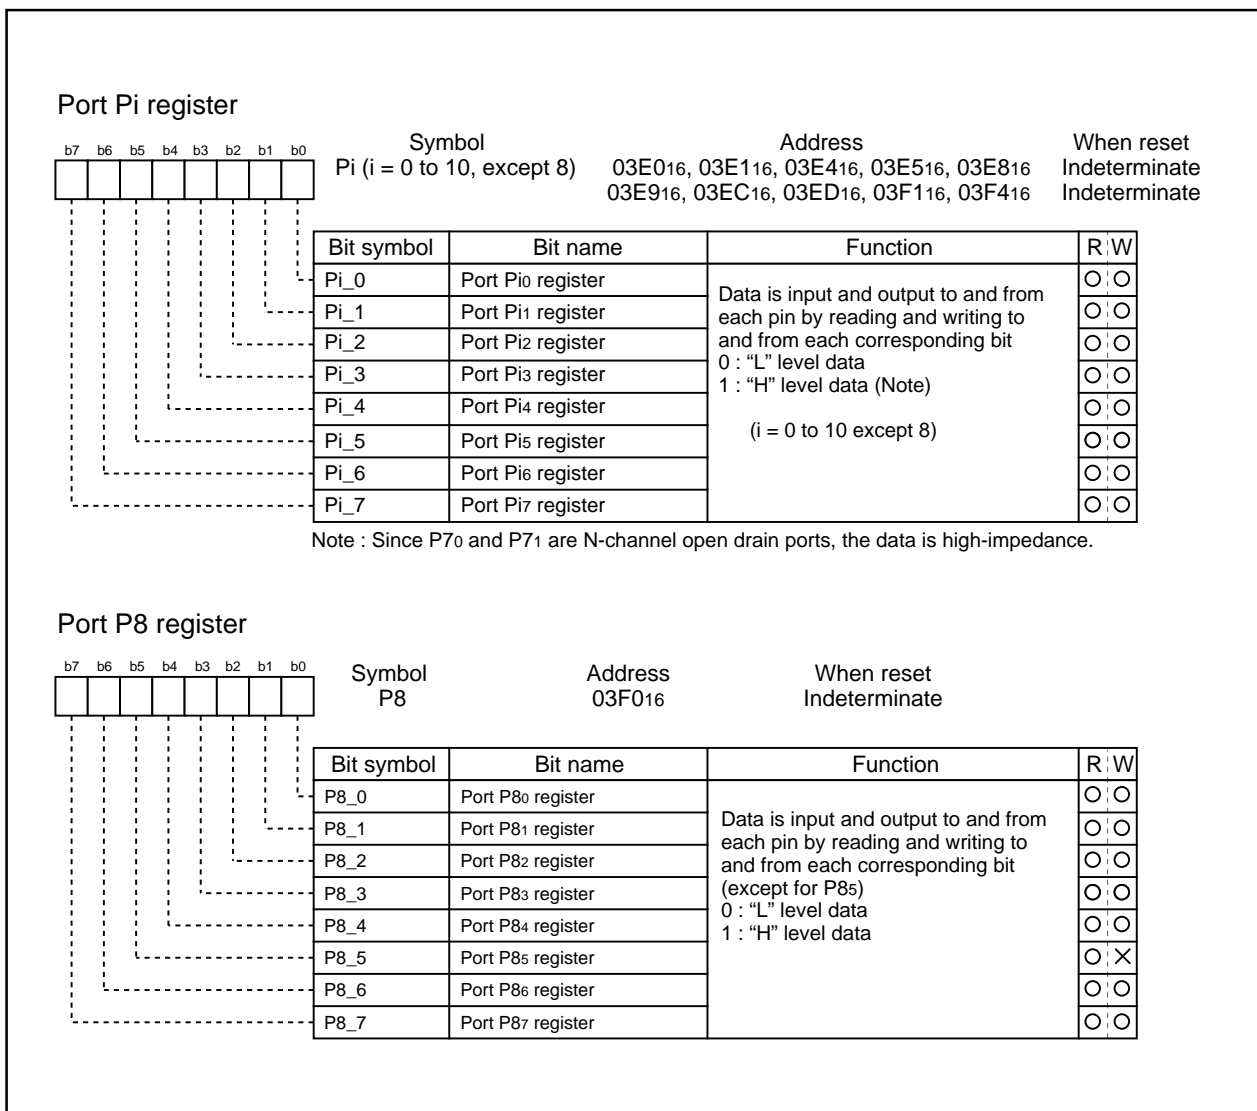 Port Pi register
b7 b6 b5 b4 b3 b2 b1 b0
Symbol Address When reset
Pi (i = 0 to 10, except 8) 03E016, 03E116, 03E416, 03E516, 03E816 Indeterminate
03E916, 03EC16, 03ED16, 03F116, 03F416 Indeterminate
Bit symbol Bit name Function R W
Pi_0 Port Pi0 register
Pi_1 Port Pi1 register
Pi_2 Port Pi2 register
Pi_3 Port Pi3 register
Pi_4 Port Pi4 register
Pi_5 Port Pi5 register
Pi_6 Port Pi6 register
Pi_7 Port Pi7 register
Data is input and output to and from
each pin by reading and writing to
and from each corresponding bit
0 : “L” level data
1 : “H” level data (Note)
(i = 0 to 10 except 8)
Note : Since P70 and P71 are N-channel open drain ports, the data is high-impedance.
Port P8 register
b7 b6 b5 b4 b3 b2 b1 b0
Symbol Address When reset
P8 03F016 Indeterminate
Bit symbol Bit name Function R W
P8_0 Port P80 register
P8_1 Port P81 register
P8_2 Port P82 register
P8_3 Port P83 register
P8_4 Port P84 register
P8_5 Port P85 register
P8_6 Port P86 register
P8_7 Port P87 register
Data is input and output to and from
each pin by reading and writing to
and from each corresponding bit
(except for P85)
0 : “L” level data
1 : “H” level data